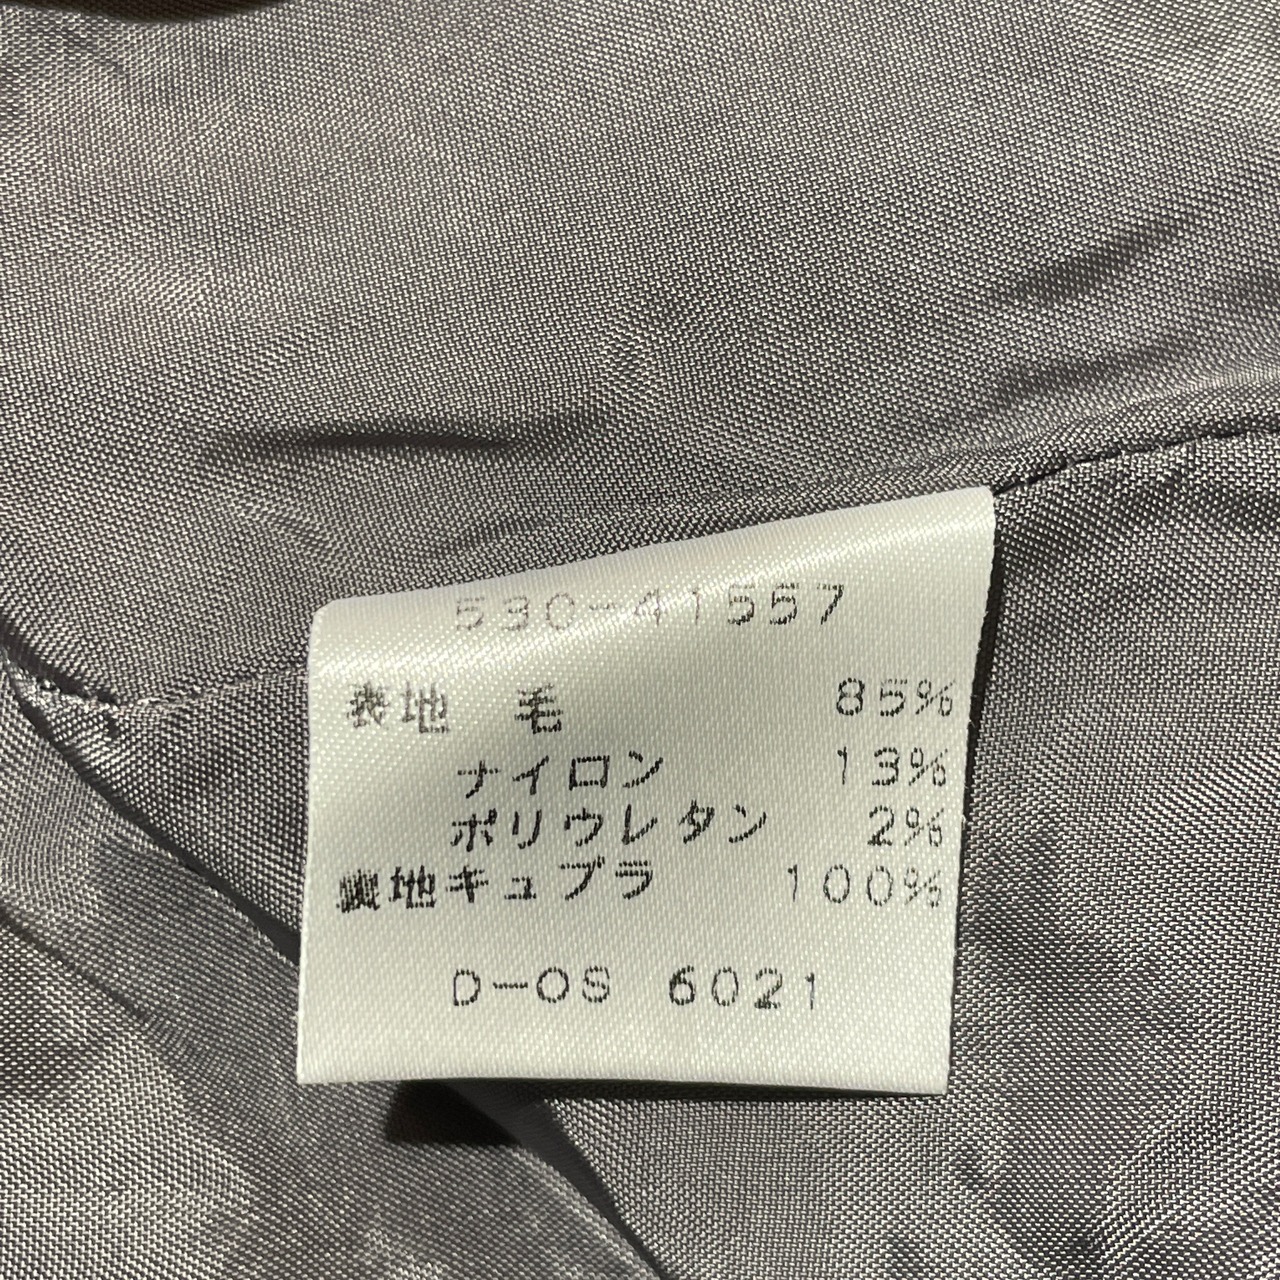 530-41557
表地 毛 85%
ナイロン 13%
ポリウレタン 2%
裏地キュプラ 100%
D-OS 6021